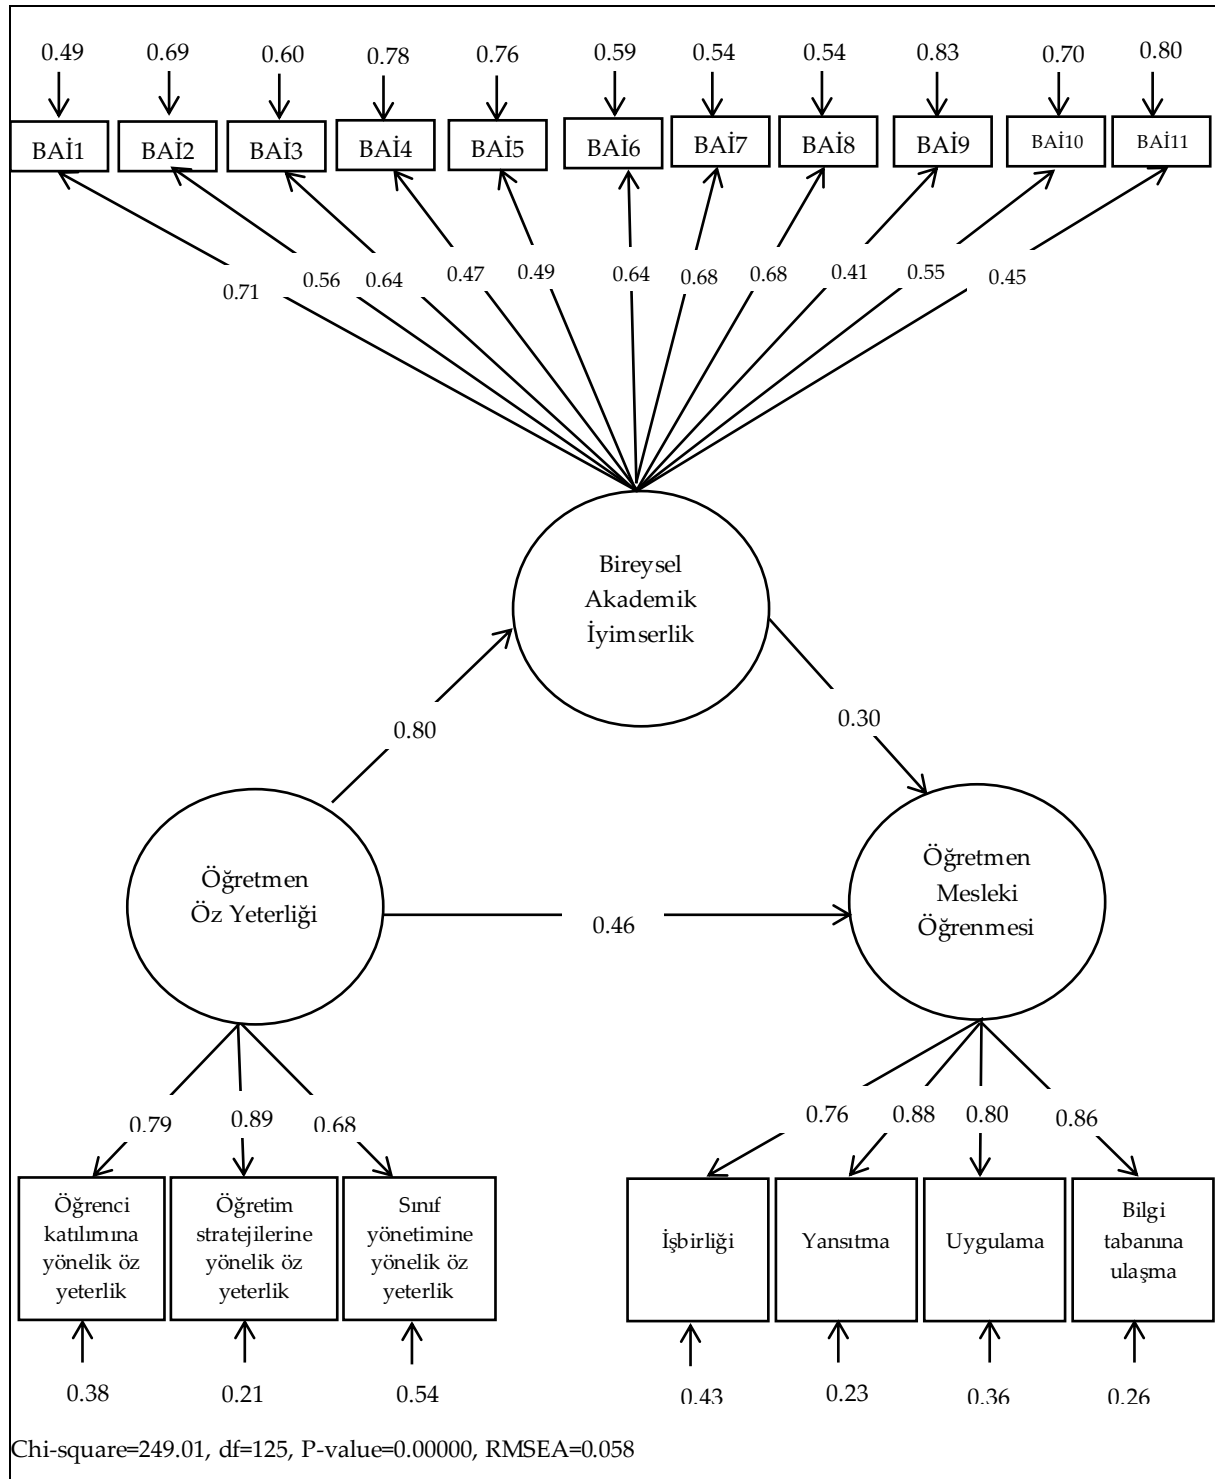 0.49 0.69 0.60 0.78 0.76 0.59 0.54 0.54 0.83 0.70 0.80
BAİ1 BAİ2 BAİ3 BAİ4 BAİ5 BAİ6 BAİ7 BAİ8 BAİ9 BAİ10 BAİ11
0.71 0.56 0.64 0.47 0.49 0.64 0.68 0.68 0.41 0.55 0.45
Bireysel
Akademik
İyimserlik
0.80
0.30
Öğretmen
Öz Yeterliği
0.46
Öğretmen
Mesleki
Öğrenmesi
0.79 0.89 0.68
0.76 0.88 0.80 0.86
Öğrenci
katılımına
yönelik öz
yeterlik
Öğretim
stratejilerine
yönelik öz
yeterlik
Sınıf
yönetimine
yönelik öz
yeterlik
İşbirliği
Yansıtma
Uygulama
Bilgi
tabanına
ulaşma
0.38 0.21 0.54
0.43 0.23 0.36 0.26
Chi-square=249.01, df=125, P-value=0.00000, RMSEA=0.058